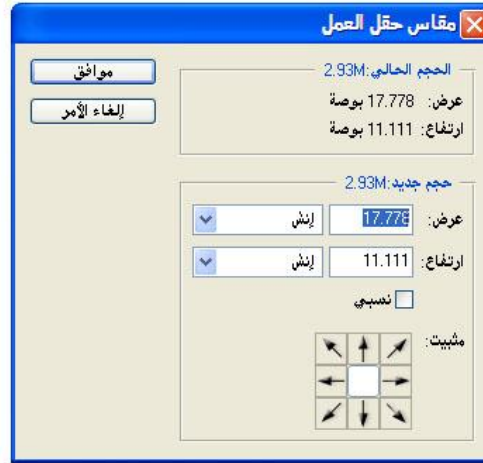 مقاس حقل العمل
الحجم الحالي: 2.93M
عرض: 17.778 بوصة
ارتفاع: 11.111 بوصة
موافق
إلغاء الأمر
حجم جديد: 2.93M
عرض: 17.778 إنش
ارتفاع: 11.111 إنش
نسبي
مثبيت: